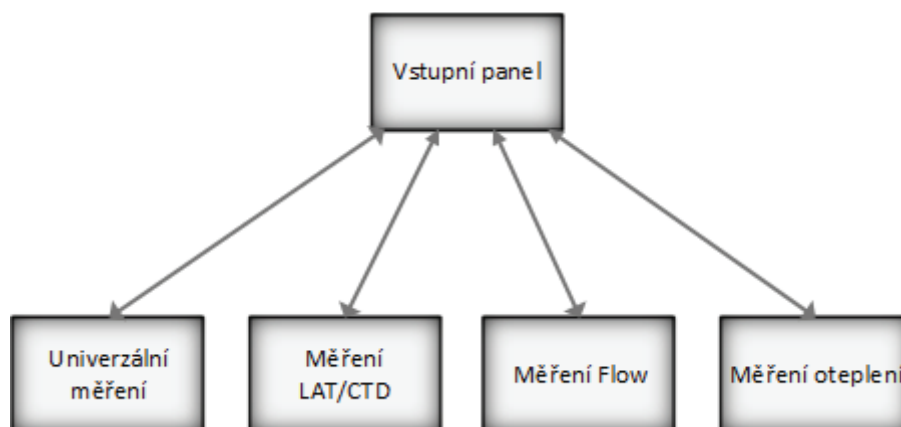 Vstupní panel
Univerzální
měření
Měření
LAT/CTD
Měření Flow
Měření oteplení